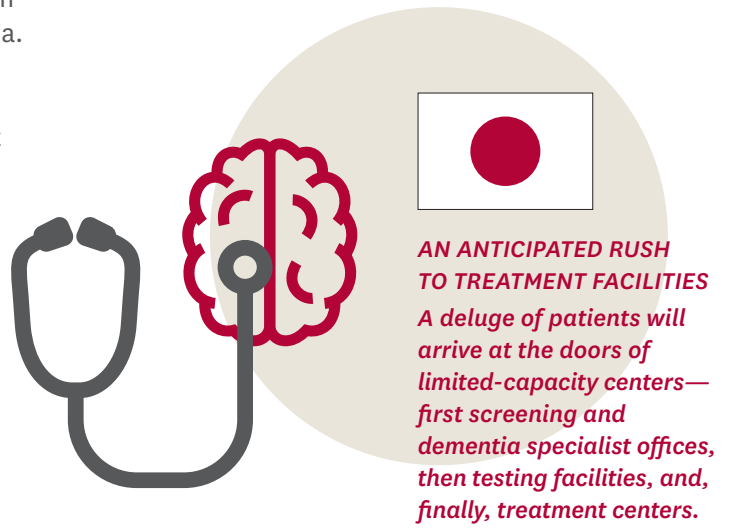 a.
AN ANTICIPATED RUSH
TO TREATMENT FACILITIES
A deluge of patients will
arrive at the doors of
limited-capacity centers—
first screening and
dementia specialist offices,
then testing facilities, and,
finally, treatment centers.